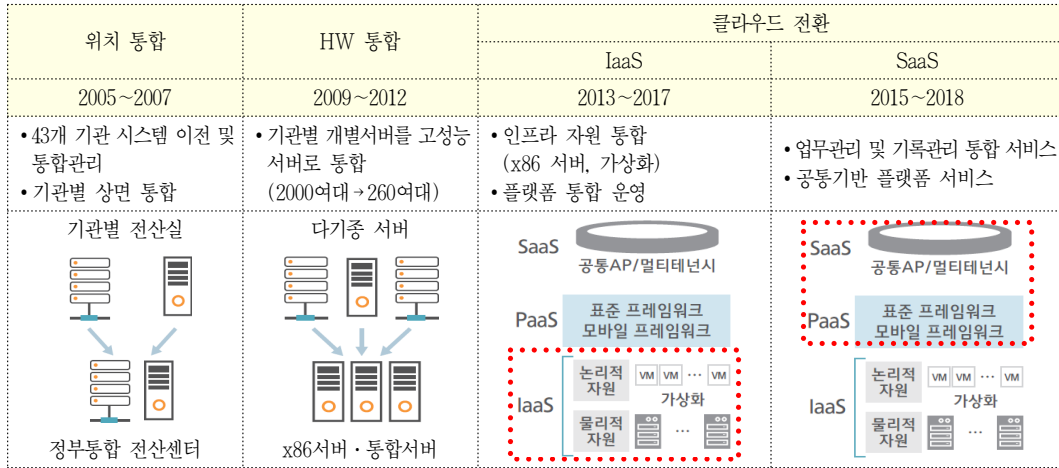 위치 통합
HW 통합
클라우드 전환
IaaS
SaaS
2005~2007
2009~2012
2013~2017
2015~2018
• 43개 기관 시스템 이전 및
통합관리
• 기관별 상면 통합
• 기관별 개별서버를 고성능
서버로 통합
(2000여대→260여대)
• 인프라 자원 통합
(x86 서버, 가상화)
• 플랫폼 통합 운영
• 업무관리 및 기록관리 통합 서비스
• 공통기반 플랫폼 서비스
기관별 전산실
정부통합 전산센터
다기종 서버
x86서버·통합서버
SaaS
공통AP/멀티테넌시
PaaS
표준 프레임워크
모바일 프레임워크
IaaS
논리적
자원
VM VM ··· VM
가상화
물리적
자원
···
SaaS
공통AP/멀티테넌시
PaaS
표준 프레임워크
모바일 프레임워크
IaaS
논리적
자원
VM VM ··· VM
가상화
물리적
자원
···